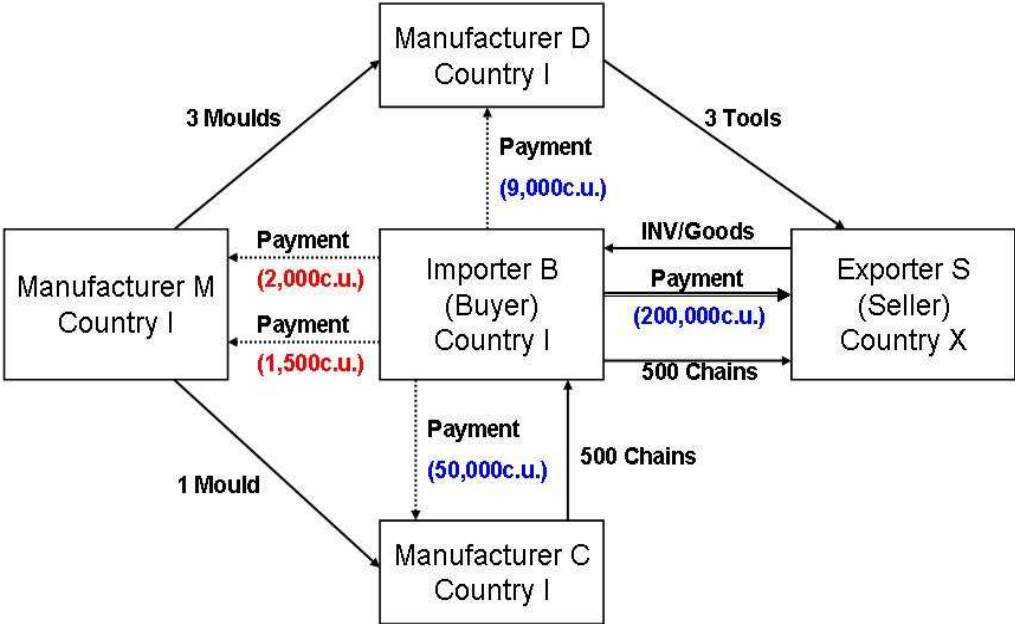 Manufacturer D
Country I
3 Moulds
3 Tools
Payment
(9,000c.u.)
Manufacturer M
Country I
Payment
(2,000c.u.)
Payment
(1,500c.u.)
Importer B
(Buyer)
Country I
INV/Goods
Payment
(200,000c.u.)
500 Chains
Exporter S
(Seller)
Country X
1 Mould
Payment
(50,000c.u.)
500 Chains
Manufacturer C
Country I